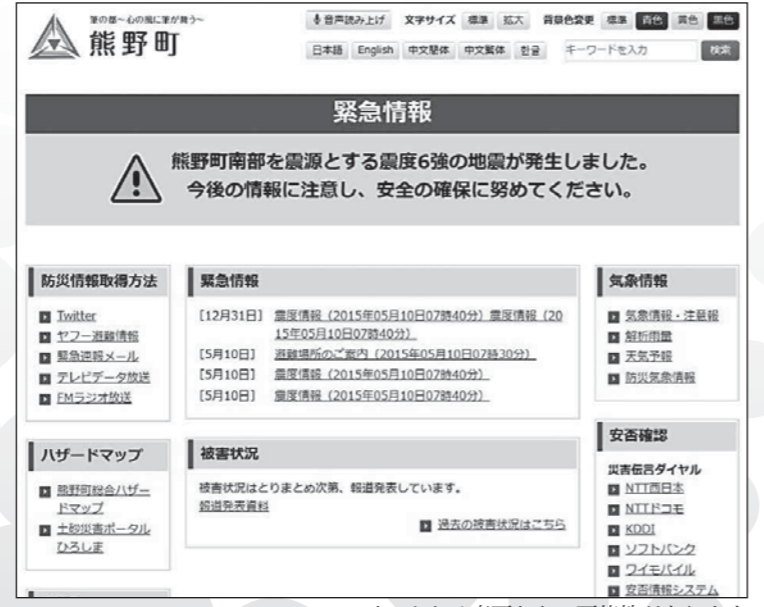 筆の都～心の風に筆が舞う～
熊野町
音声読み上げ 文字サイズ 標準 拡大 背景色変更 標準 青色 黄色 黒色
日本語 English 中文简体 中文繁体 한글 キーワードを入力 検索
緊急情報
熊野町南部を震源とする震度6強の地震が発生しました。
今後の情報に注意し、安全の確保に努めてください。
防災情報取得方法
Twitter
ヤフー避難情報
緊急速報メール
テレビデータ放送
FMラジオ放送
ハザードマップ
熊野町総合ハザー
ドマップ
土砂災害ポータル
ひろしま
緊急情報
[12月31日] 震度情報（2015年05月10日07時40分）震度情報（20
15年05月10日07時40分）
[5月10日] 避難場所のご案内（2015年05月10日07時30分）
[5月10日] 震度情報（2015年05月10日07時40分）
[5月10日] 震度情報（2015年05月10日07時40分）
被害状況
被害状況はとりまとめ次第、報道発表しています。
報道発表資料
過去の被害状況はこちら
気象情報
気象情報・注意報
解析雨量
天気予報
防災気象情報
安否確認
災害伝言ダイヤル
NTT西日本
NTTドコモ
KDDI
ソフトバンク
ワイモバイル
安否情報システム